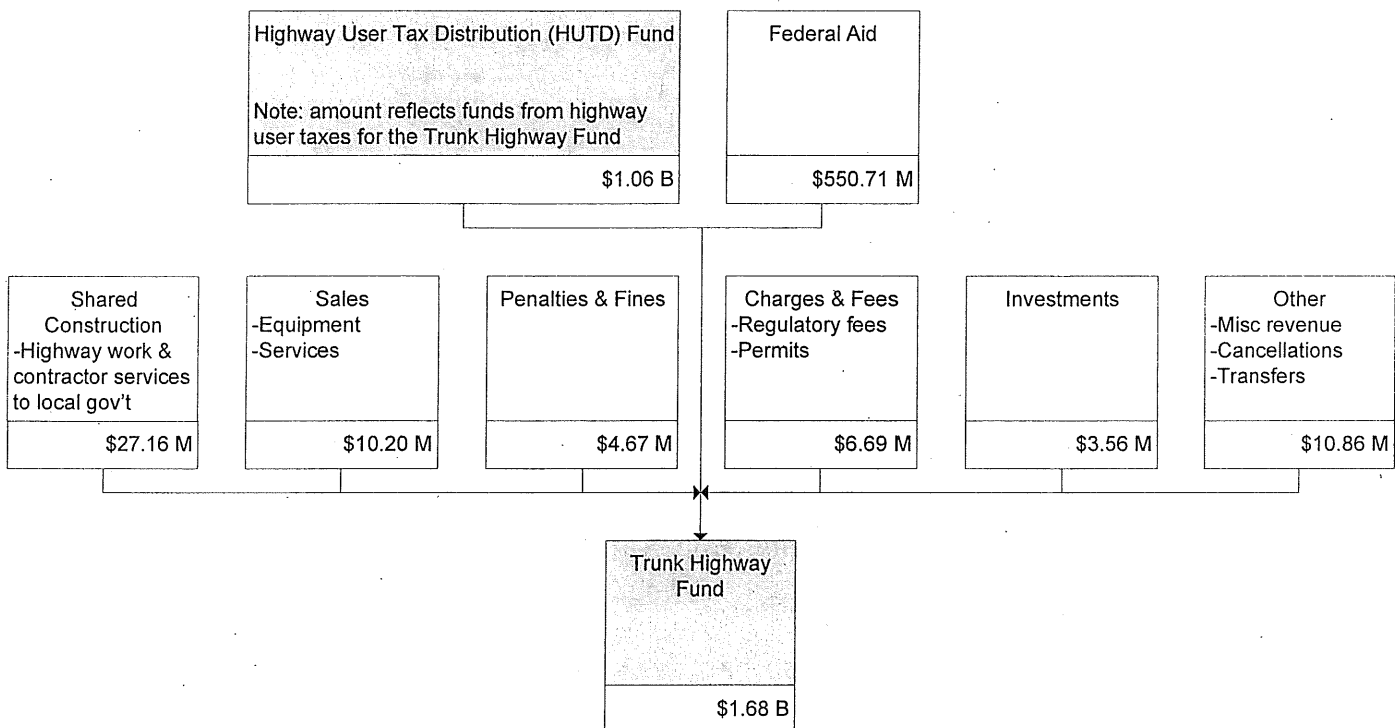 Highway User Tax Distribution (HUTD) Fund
Note: amount reflects funds from highway
user taxes for the Trunk Highway Fund
$1.06 B
Federal Aid
$550.71 M
Shared
Construction
-Highway work &
contractor services
to local gov't
$27.16 M
Sales
-Equipment
-Services
$10.20 M
Penalties & Fines
$4.67 M
Charges & Fees
-Regulatory fees
-Permits
$6.69 M
Investments
$3.56 M
Other
-Misc revenue
-Cancellations
-Transfers
$10.86 M
Trunk Highway
Fund
$1.68 B